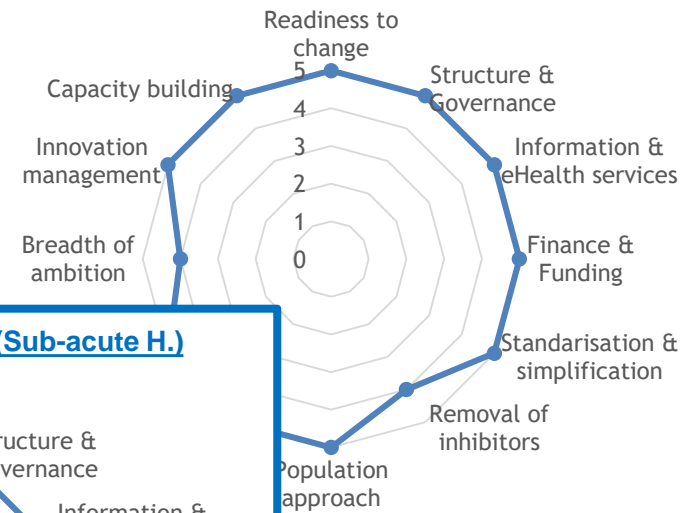 Readiness to
change
Capacity building
Structure &
Governance
Innovation
management
Information &
eHealth services
Breadth of
ambition
Finance &
Funding
Standarisation &
simplification
Removal of
inhibitors
Population
approach
5
4
3
2
1
0
(Sub-acute H.)
ructure &
vernance
Information &